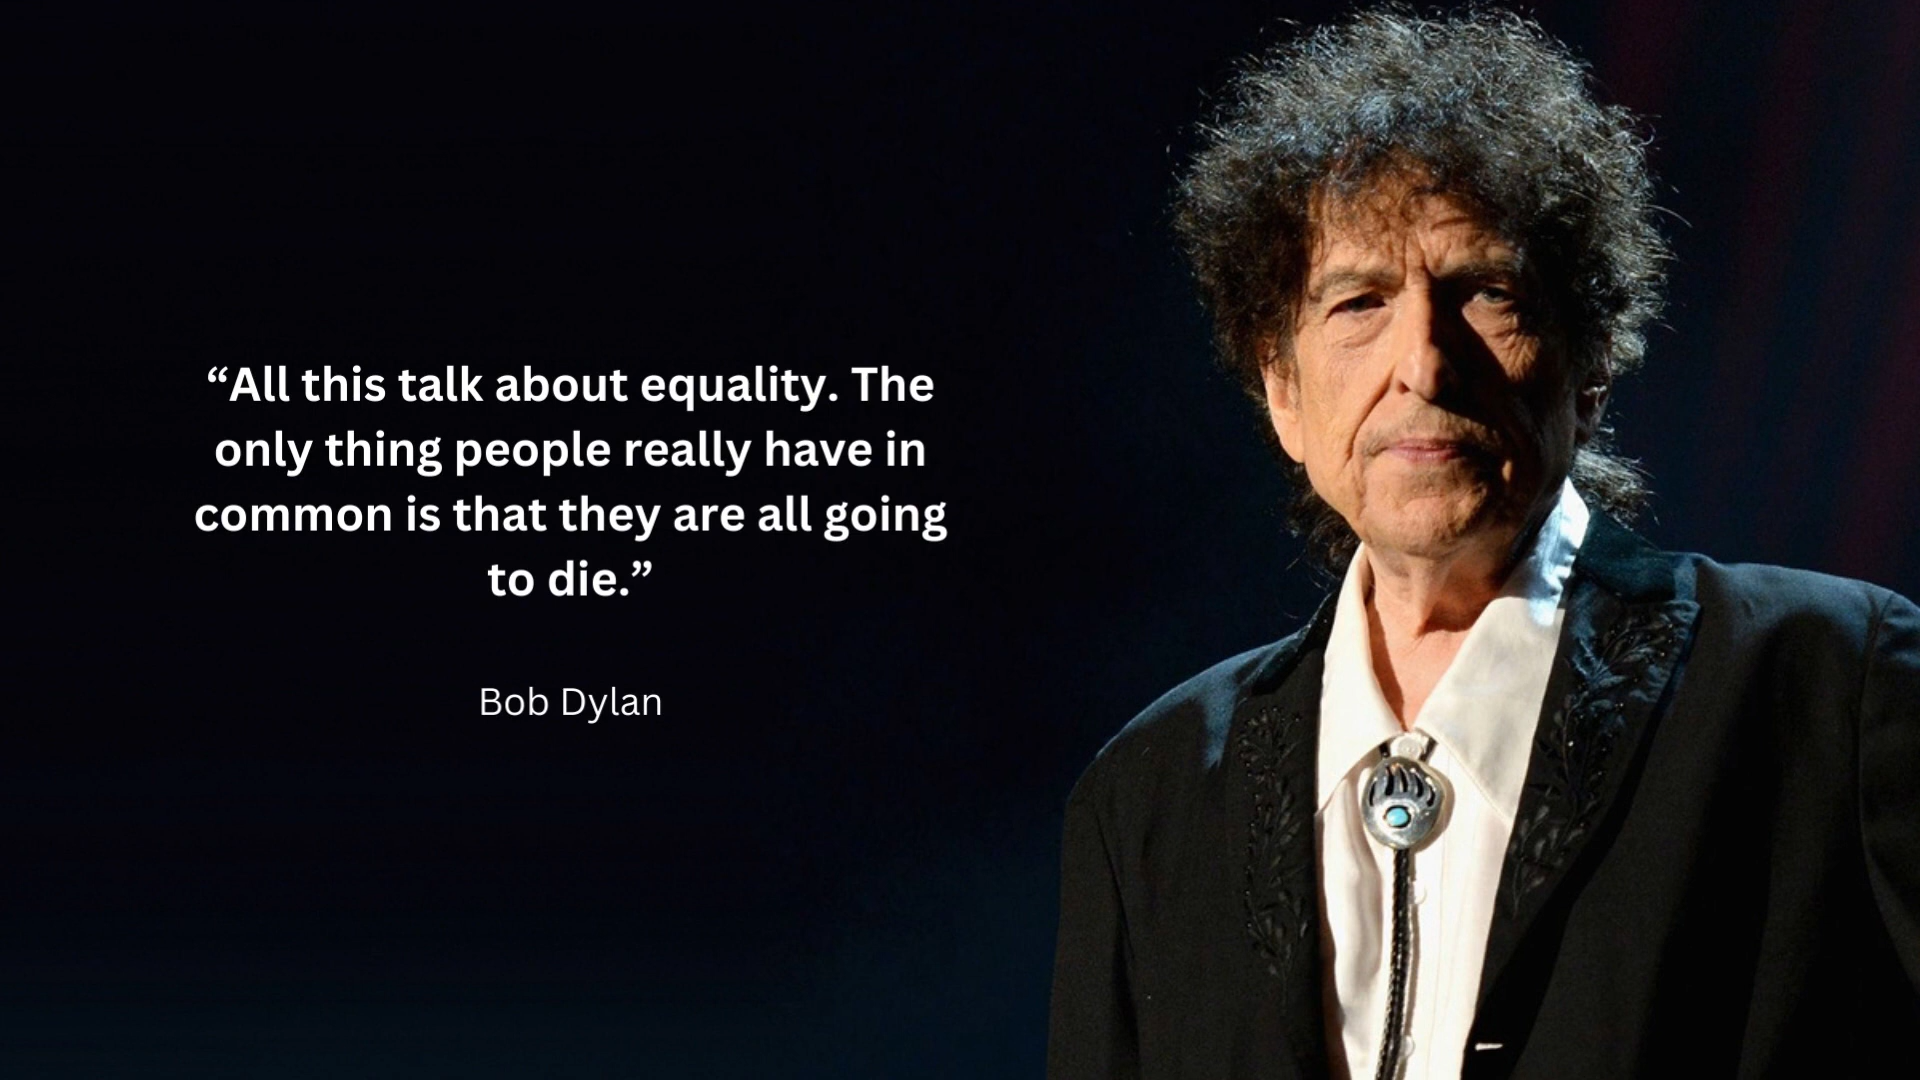 “All this talk about equality. The
only thing people really have in
common is that they are all going
to die.”
Bob Dylan